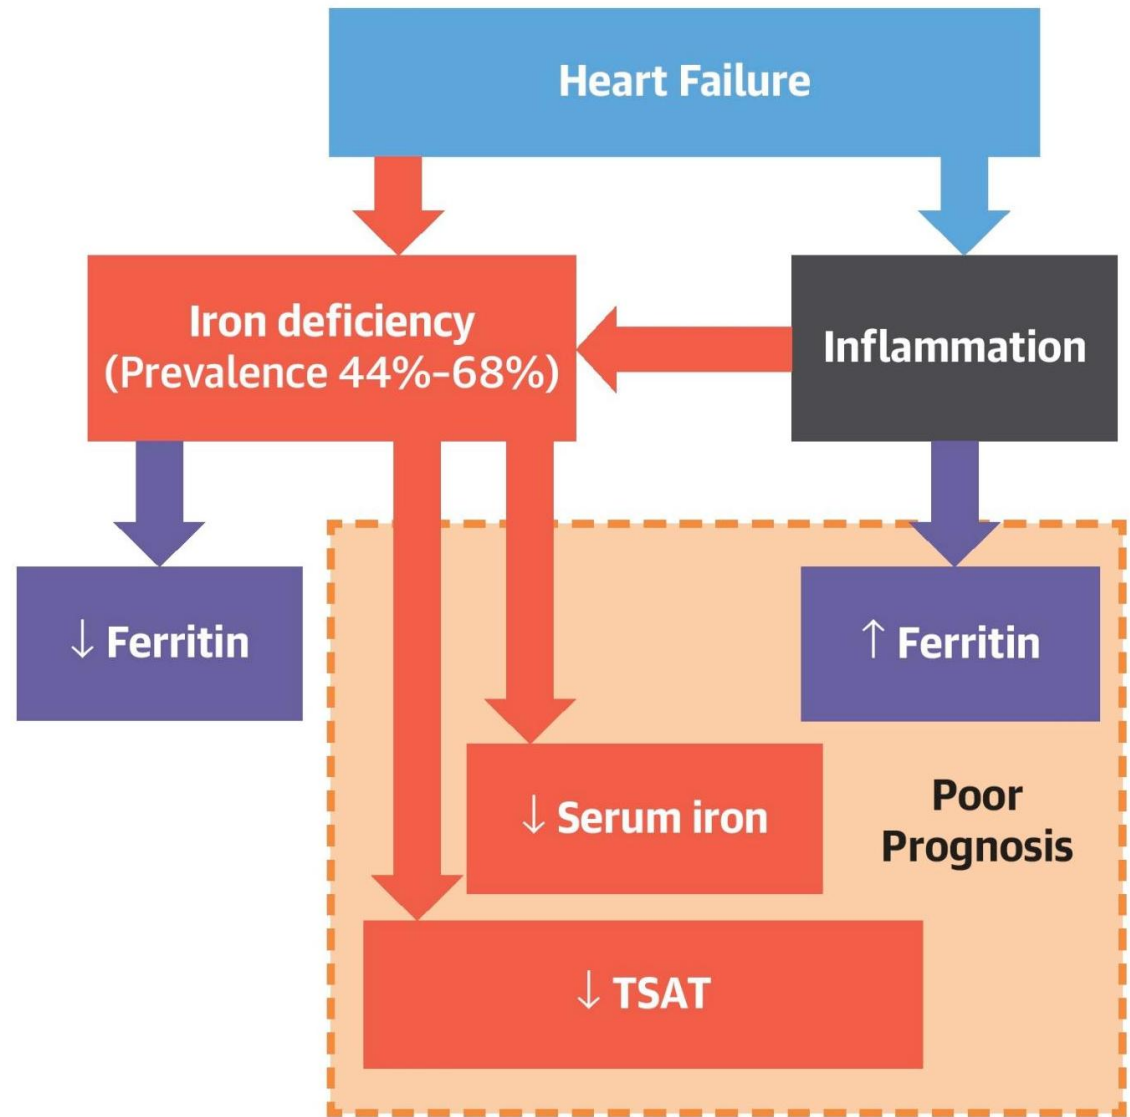 Heart Failure
Iron deficiency
(Prevalence 44%–68%)
Inflammation
↓ Ferritin
↑ Ferritin
↓ Serum iron
Poor
Prognosis
↓ TSAT